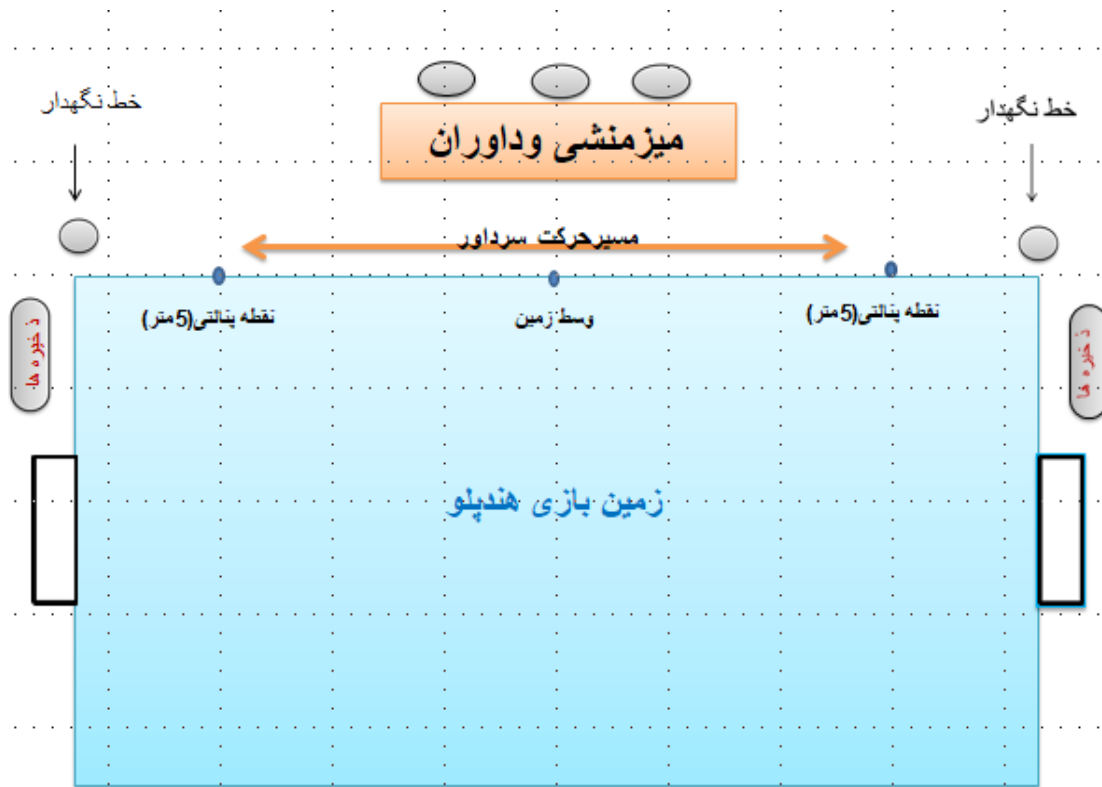 خط نگهدار
خط نگهدار
میزمنشی وداوران
مسیرحرکت سرداور
نقطه پنالتی(5متر)
وسط زمین
نقطه پنالتی(5متر)
ذخیره ها
ذخیره ها
زمین بازی هندپلو